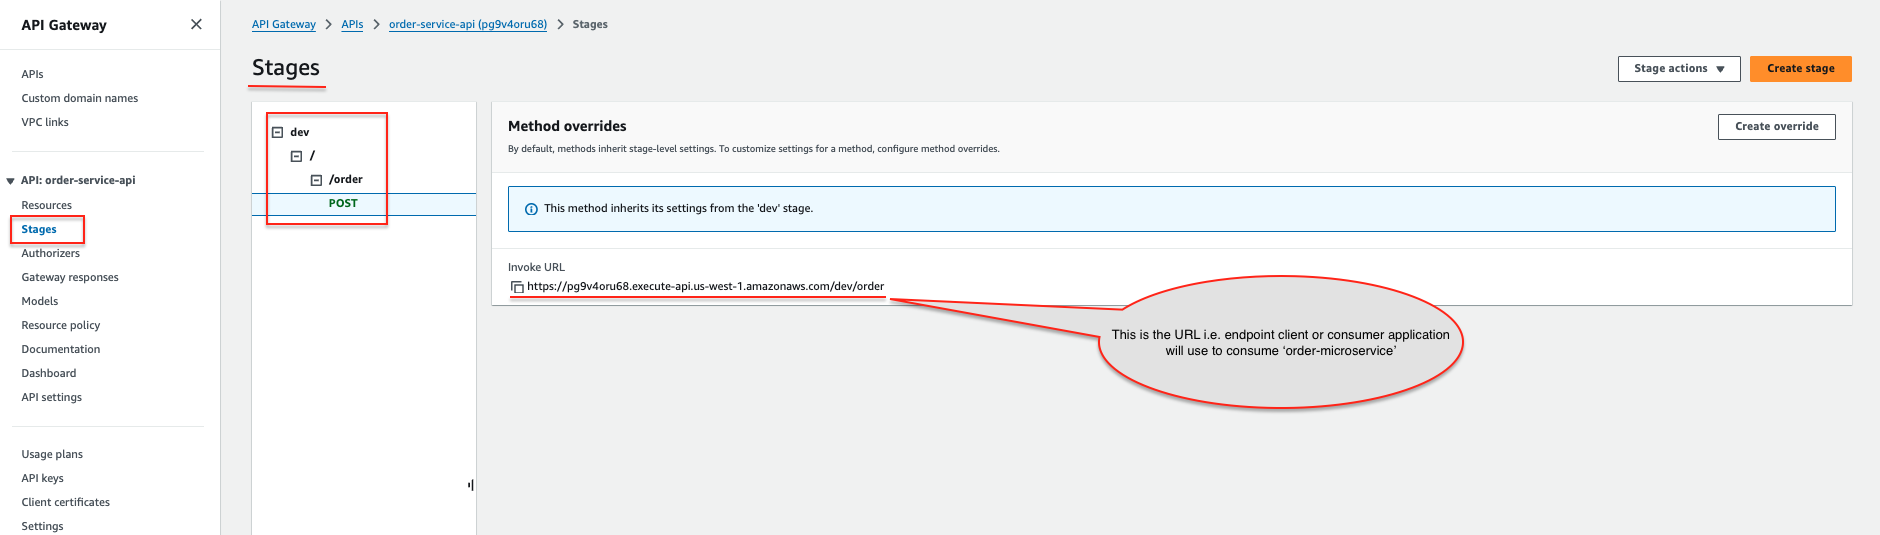 API Gateway
APIs
Custom domain names
VPC links
API: order-service-api
Resources
Stages
Authorizers
Gateway responses
Models
Resource policy
Documentation
Dashboard
API settings
Usage plans
API keys
Client certificates
Settings
API Gateway > APIs > order-service-api (pg9v4oru68) > Stages
Stages
Stage actions
Create stage
dev
/
/order
POST
Method overrides
Create override
By default, methods inherit stage-level settings. To customize settings for a method, configure method overrides.
This method inherits its settings from the 'dev' stage.
Invoke URL
https://pg9v4oru68.execute-api.us-west-1.amazonaws.com/dev/order
This is the URL i.e. endpoint client or consumer application
will use to consume ‘order-microservice’